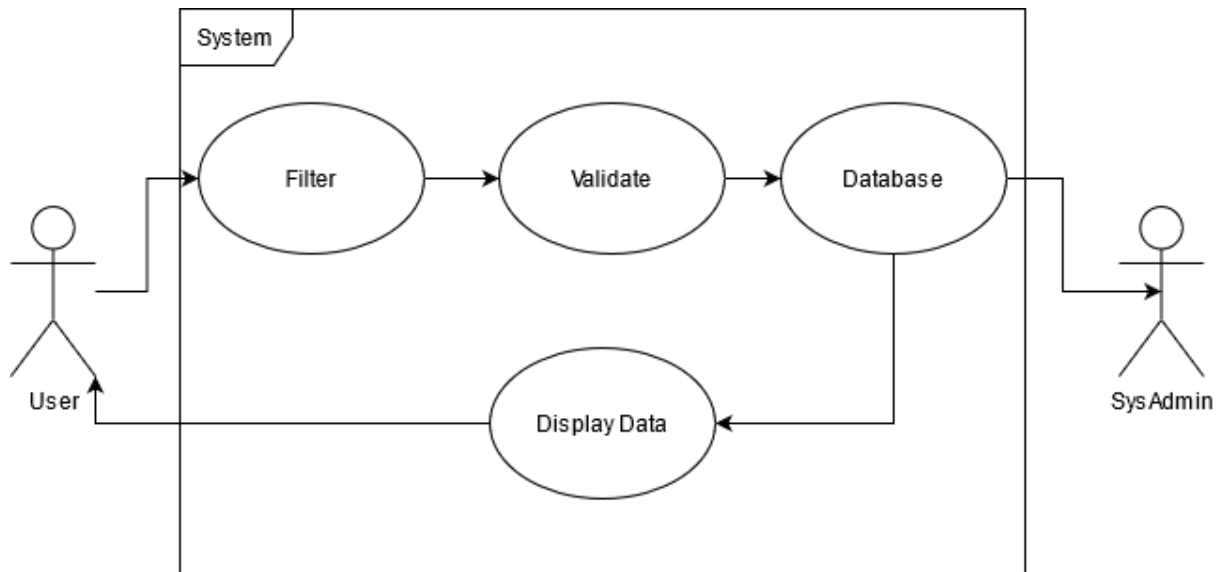 System
Filter
Validate
Database
User
Display Data
SysAdmin